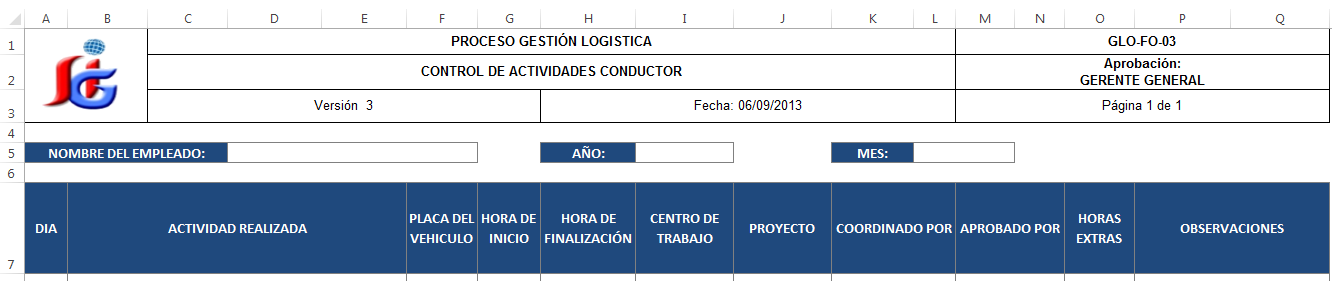 A B C D E F G H I J K L M N O P Q
1 PROCESO GESTIÓN LOGISTICA GLO-FO-03
2 CONTROL DE ACTIVIDADES CONDUCTOR Aprobación:
GERENTE GENERAL
3 Versión 3 Fecha: 06/09/2013 Página 1 de 1
4
5 NOMBRE DEL EMPLEADO: AÑO: MES:
6
DIA ACTIVIDAD REALIZADA PLACA DEL VEHICULO HORA DE INICIO HORA DE FINALIZACIÓN CENTRO DE TRABAJO PROYECTO COORDINADO POR APROBADO POR HORAS EXTRAS OBSERVACIONES
7